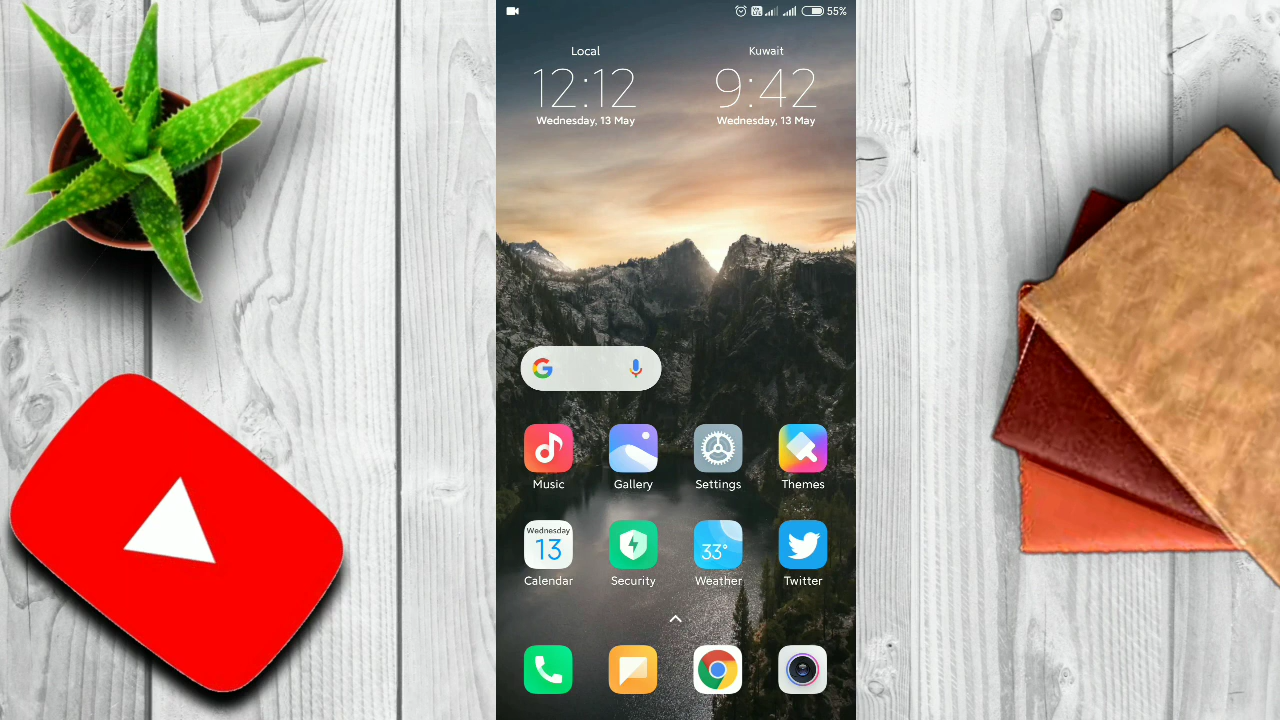 55%
Local
Kuwait
12:12
9:42
Wednesday, 13 May
Wednesday, 13 May
Music
Gallery
Settings
Themes
Wednesday
13
33°
Calendar
Security
Weather
Twitter